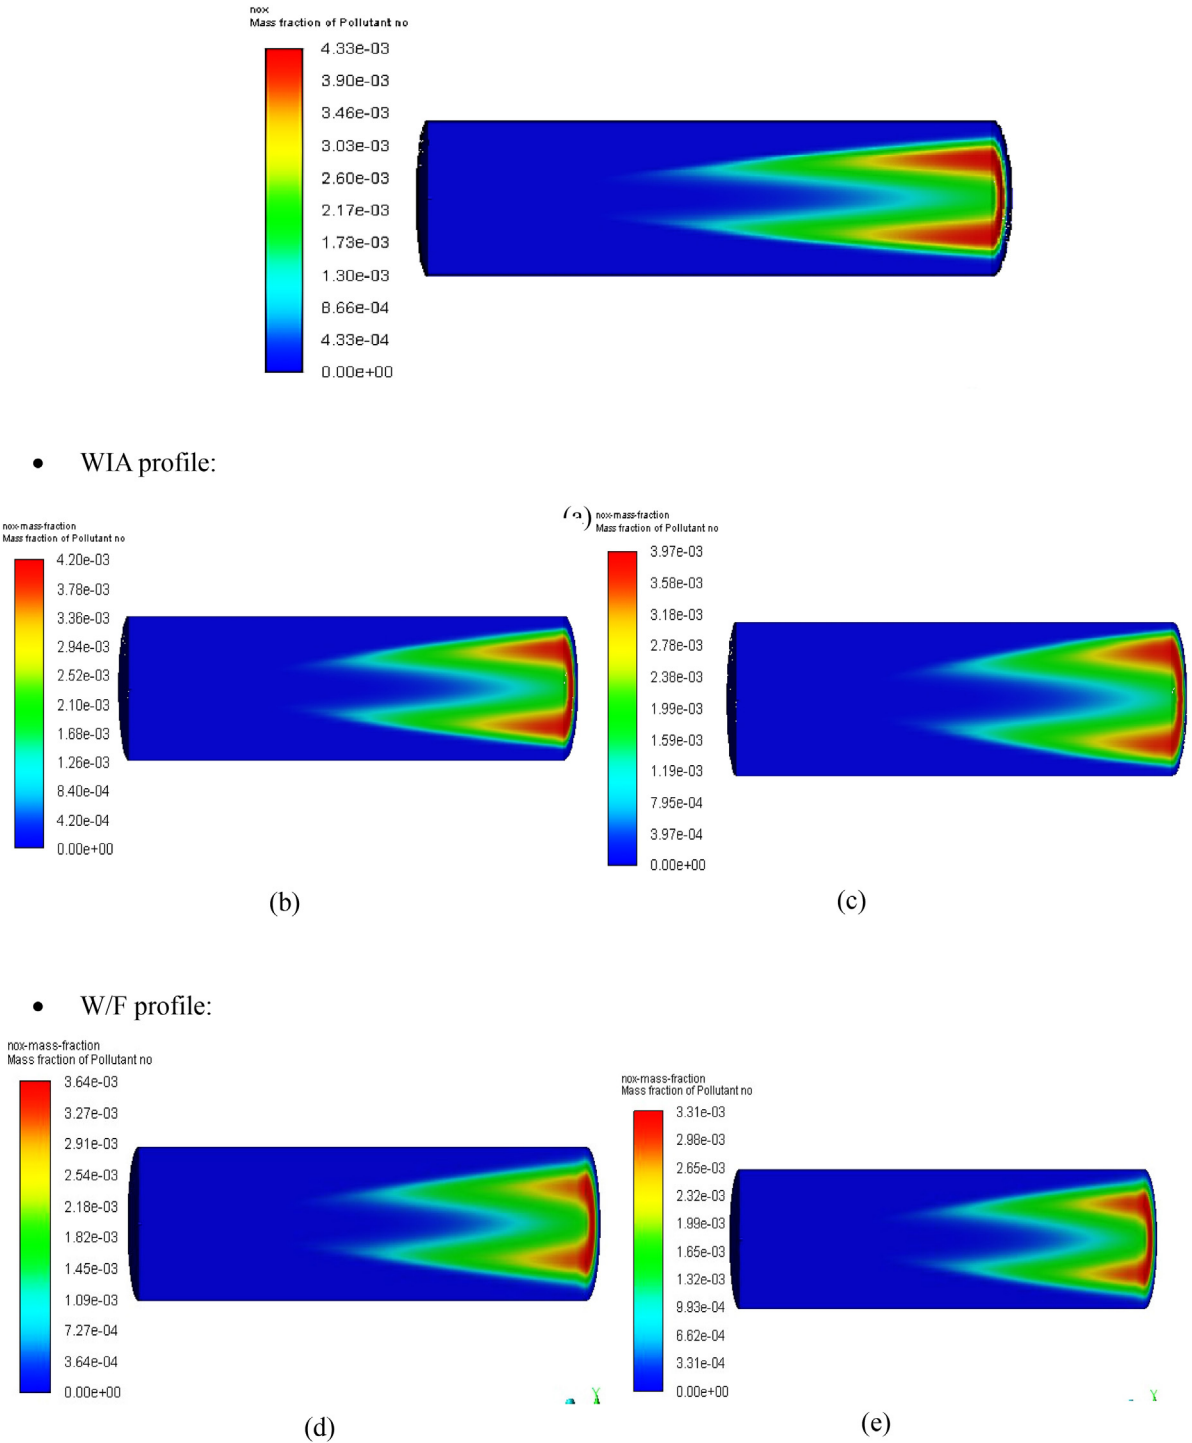 nox
Mass fraction of Pollutant no
4.33e-03
3.90e-03
3.46e-03
3.03e-03
2.60e-03
2.17e-03
1.73e-03
1.30e-03
8.66e-04
4.33e-04
0.00e+00
• WIA profile:
(a)
nox-mass-fraction
Mass fraction of Pollutant no
4.20e-03
3.78e-03
3.36e-03
2.94e-03
2.52e-03
2.10e-03
1.68e-03
1.26e-03
8.40e-04
4.20e-04
0.00e+00
(b)
nox-mass-fraction
Mass fraction of Pollutant no
3.97e-03
3.58e-03
3.18e-03
2.78e-03
2.38e-03
1.99e-03
1.59e-03
1.19e-03
7.95e-04
3.97e-04
0.00e+00
(c)
• W/F profile:
nox-mass-fraction
Mass fraction of Pollutant no
3.64e-03
3.27e-03
2.91e-03
2.54e-03
2.18e-03
1.82e-03
1.45e-03
1.09e-03
7.27e-04
3.64e-04
0.00e+00
Y
(d)
nox-mass-fraction
Mass fraction of Pollutant no
3.31e-03
2.98e-03
2.65e-03
2.32e-03
1.99e-03
1.65e-03
1.32e-03
9.93e-04
6.62e-04
3.31e-04
0.00e+00
Y
(e)